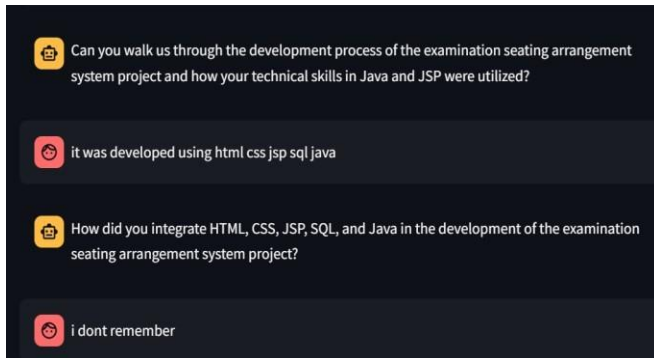 Can you walk us through the development process of the examination seating arrangement
system project and how your technical skills in Java and JSP were utilized?
it was developed using html css jsp sql java
How did you integrate HTML, CSS, JSP, SQL, and Java in the development of the examination
seating arrangement system project?
i dont remember